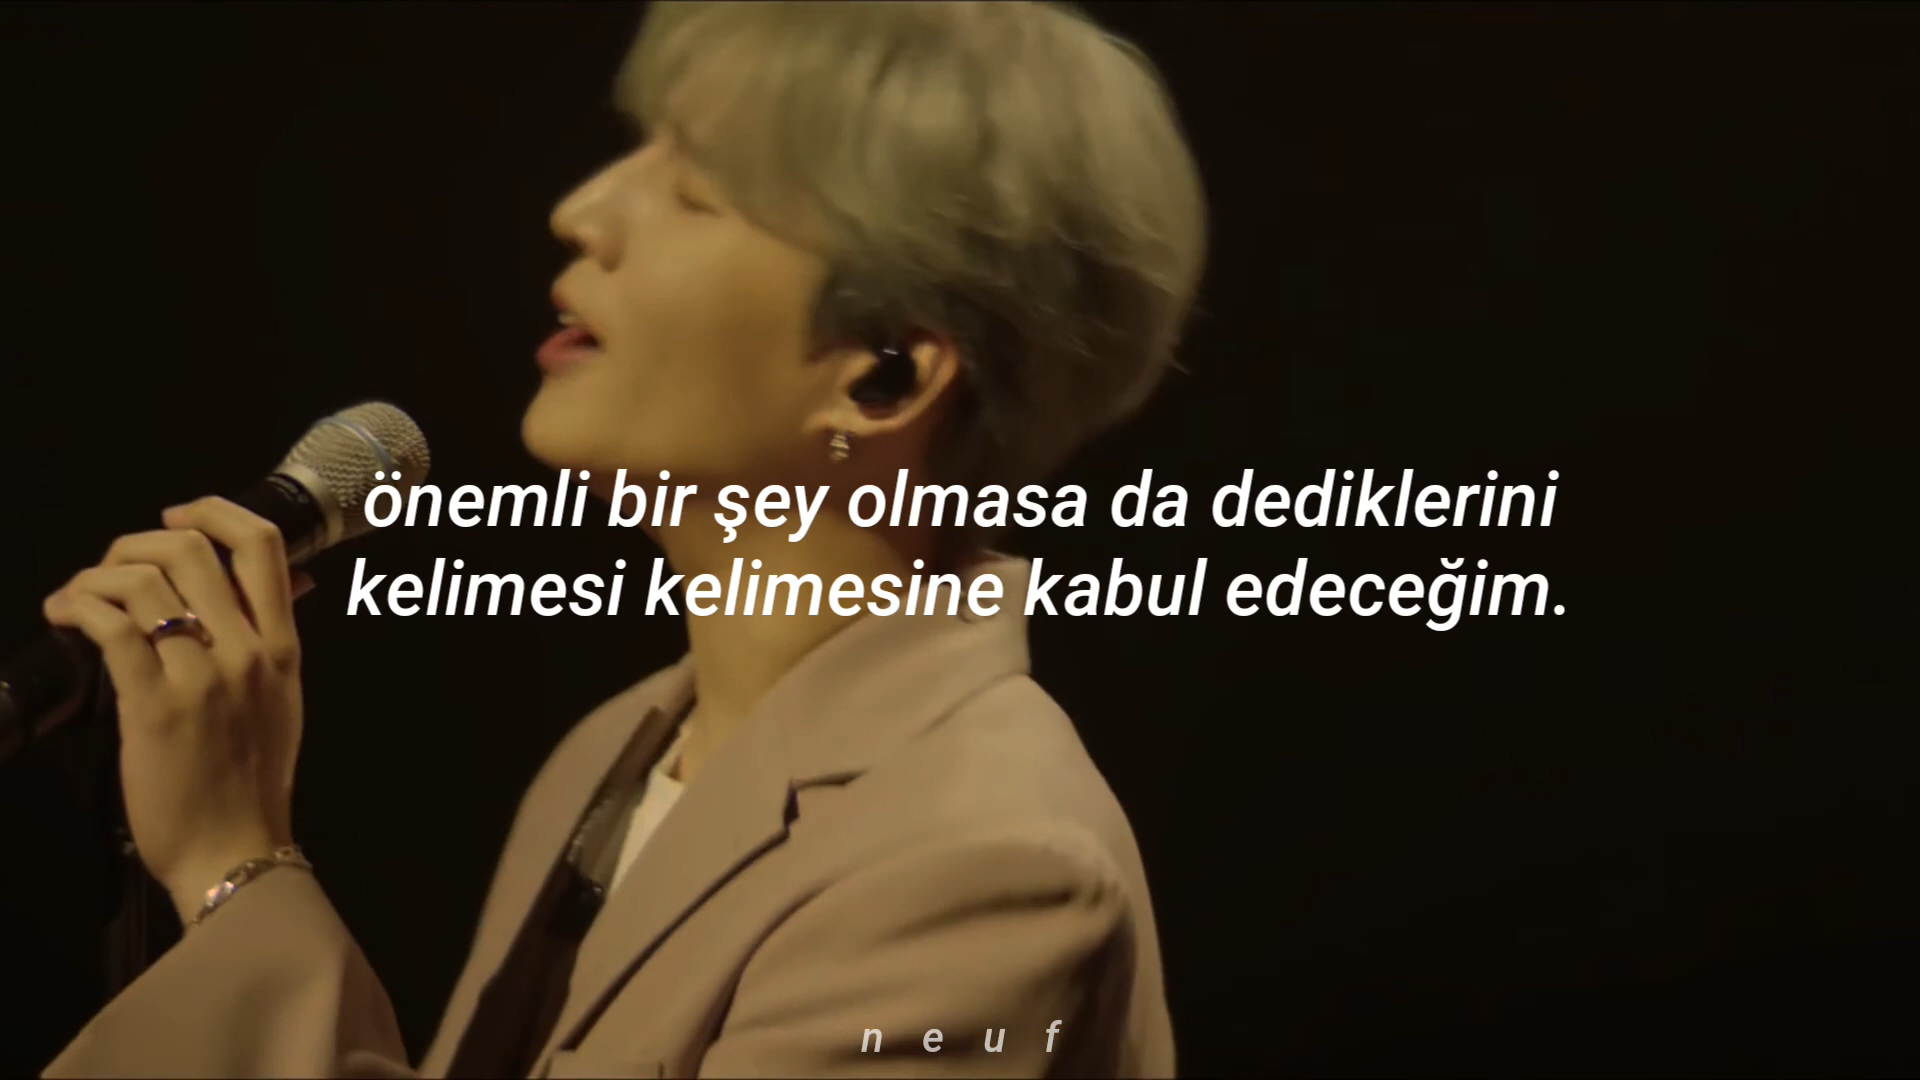 önemli bir şey olmasa da dediklerini
kelimesi kelimesine kabul edeceğim.
n e u f